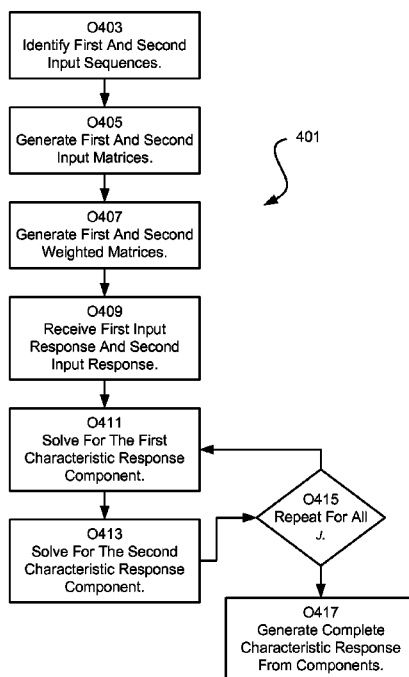 O403
Identify First And Second
Input Sequences.
O405
Generate First And Second
Input Matrices.
401
O407
Generate First And Second
Weighted Matrices.
O409
Receive First Input
Response And Second
Input Response.
O411
Solve For The First
Characteristic Response
Component.
O413
Solve For The Second
Characteristic Response
Component.
O415
Repeat For All
J.
O417
Generate Complete
Characteristic Response
From Components.